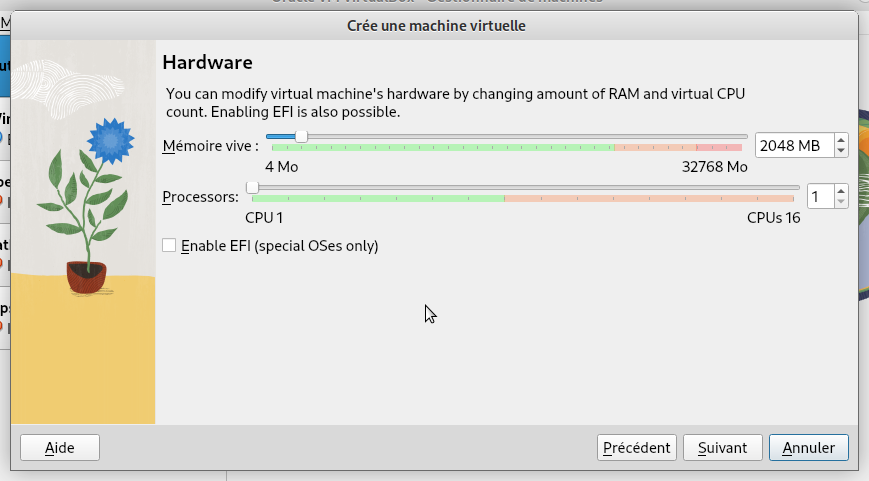 Crée une machine virtuelle
Hardware
You can modify virtual machine's hardware by changing amount of RAM and virtual CPU
count. Enabling EFI is also possible.
Mémoire vive : 2048 MB
4 Mo 32768 Mo
Processors: 1
CPU 1 CPUs 16
Enable EFI (special OSes only)
Aide Précédent Suivant Annuler